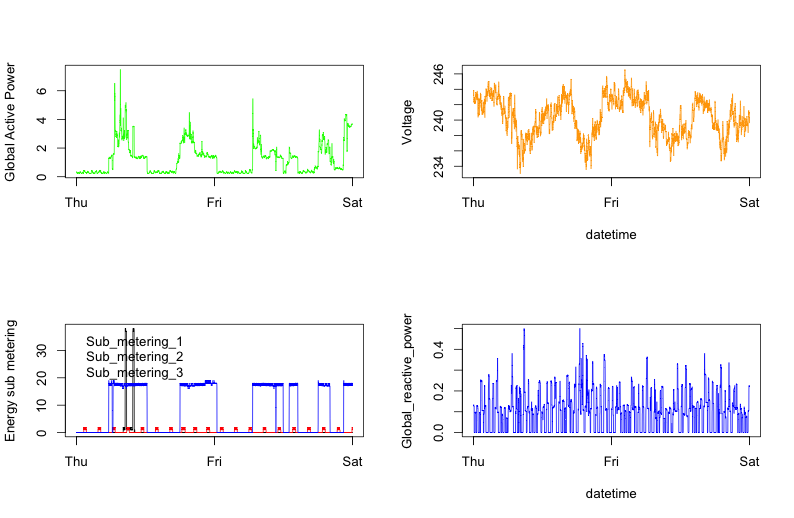 Global Active Power
0 2 4 6
Thu Fri Sat
Voltage
234 240 246
Thu Fri Sat
datetime
Energy sub metering
0 10 20 30
Sub_metering_1
Sub_metering_2
Sub_metering_3
Thu Fri Sat
Global_reactive_power
0.0 0.2 0.4
Thu Fri Sat
datetime